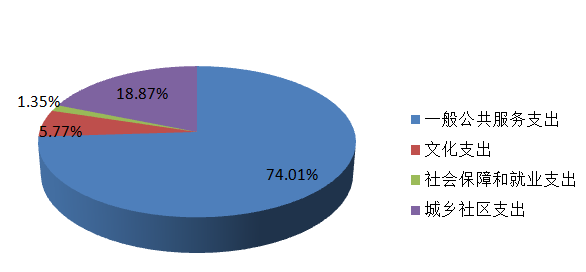 18.87%
1.35%
5.77%
74.01%
一般公共服务支出
文化支出
社会保障和就业支出
城乡社区支出